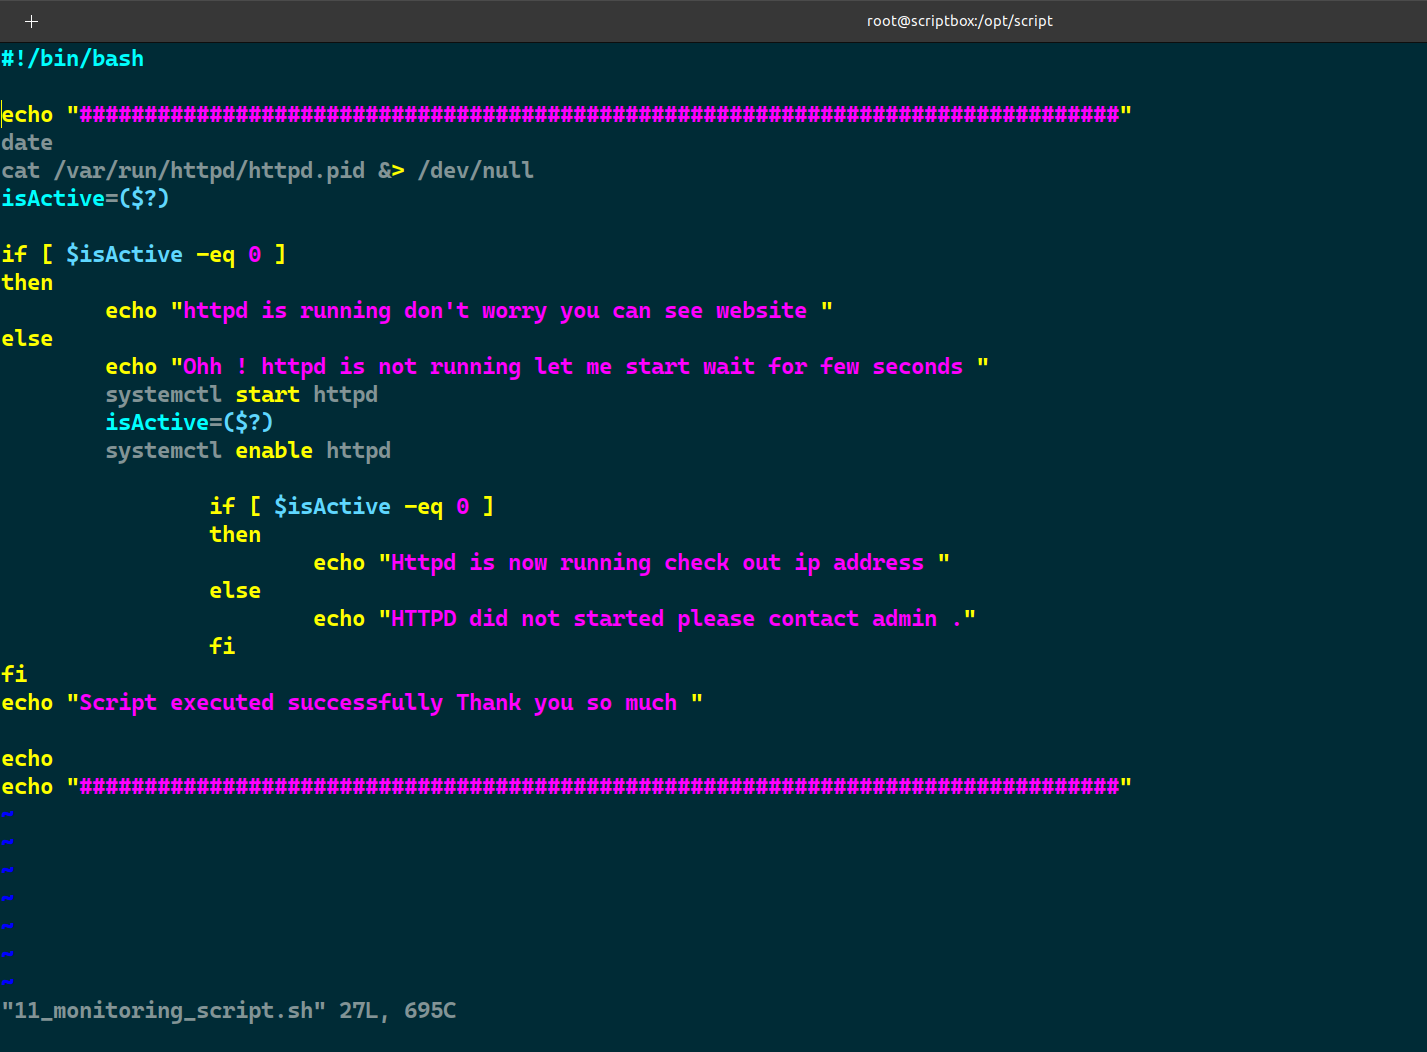 + root@scriptbox:/opt/script
#!/bin/bash
echo "################################################################################"
date
cat /var/run/httpd/httpd.pid &> /dev/null
isActive=($?)
if [ $isActive -eq 0 ]
then
echo "httpd is running don't worry you can see website "
else
echo "Ohh ! httpd is not running let me start wait for few seconds "
systemctl start httpd
isActive=($?)
systemctl enable httpd
if [ $isActive -eq 0 ]
then
echo "Httpd is now running check out ip address "
else
echo "HTTPD did not started please contact admin ."
fi
fi
echo "Script executed successfully Thank you so much "
echo
echo "################################################################################"
~
~
~
~
~
~
~
"11_monitoring_script.sh" 27L, 695C